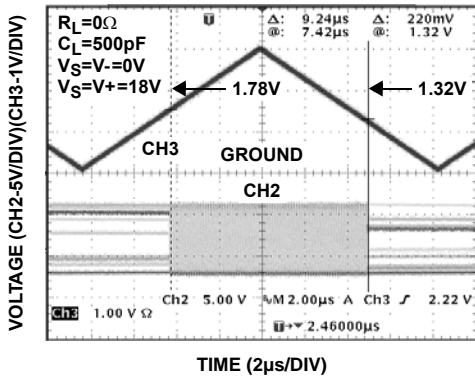 VOLTAGE (CH2-5V/DIV)(CH3-1V/DIV)
RL=0Ω
CL=500pF
VS=V-=0V
VS=V+=18V
Δ: 9.24µs Δ: 220mV
@: 7.42µs @: 1.32 V
1.78V
1.32V
CH3
GROUND
CH2
Ch2 5.00 V M 2.00µs A Ch3 2.22 V
Ch3 1.00 V Ω
T 2.46000µs
TIME (2µs/DIV)